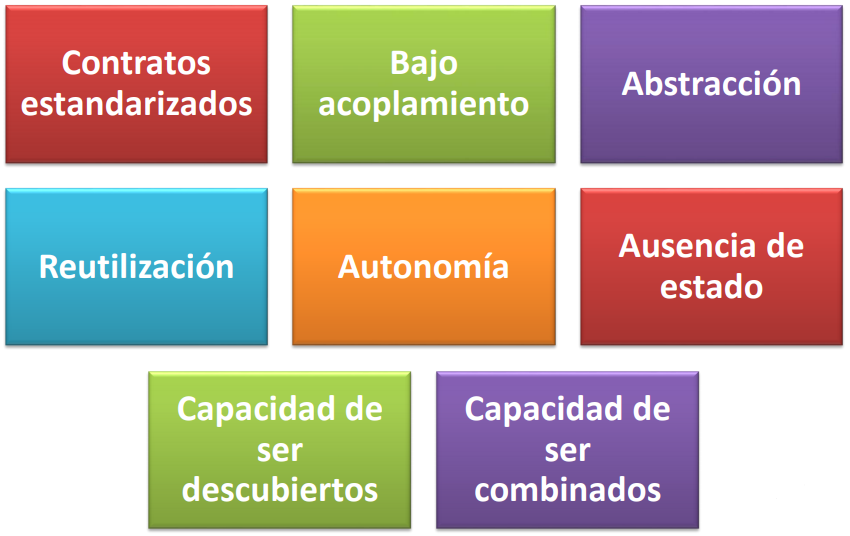 Contratos
estandarizados
Bajo
acoplamiento
Abstracción
Reutilización
Autonomía
Ausencia de
estado
Capacidad de
ser
descubiertos
Capacidad de
ser
combinados